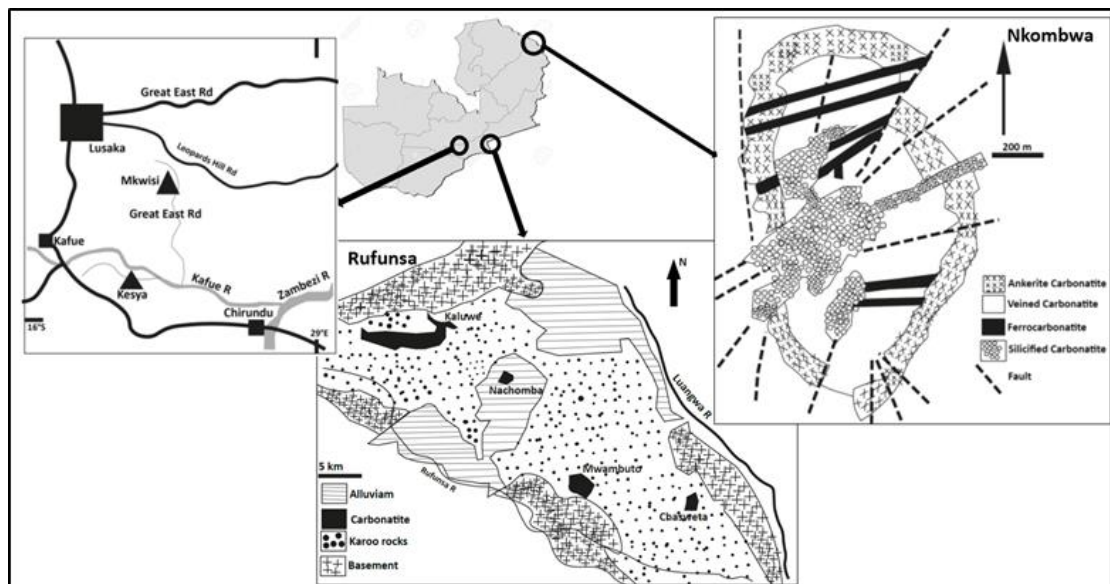 Great East Rd
Lusaka
Leopards Hill Rd
Mkwisi
Great East Rd
Kafue
Kafue R
Kesya
Zambezi R
Chirundu
16°S
29°E
Rufunsa
N
Kaluwe
Nachomba
Luangwa R
Mwambuto
5 km
Rufunsa R
Alluviam
Carbonatite
Karoo rocks
Basement
Nkombwa
200 m
Ankerite Carbonatite
Veined Carbonatite
Ferrocarbonatite
Silicified Carbonatite
Fault